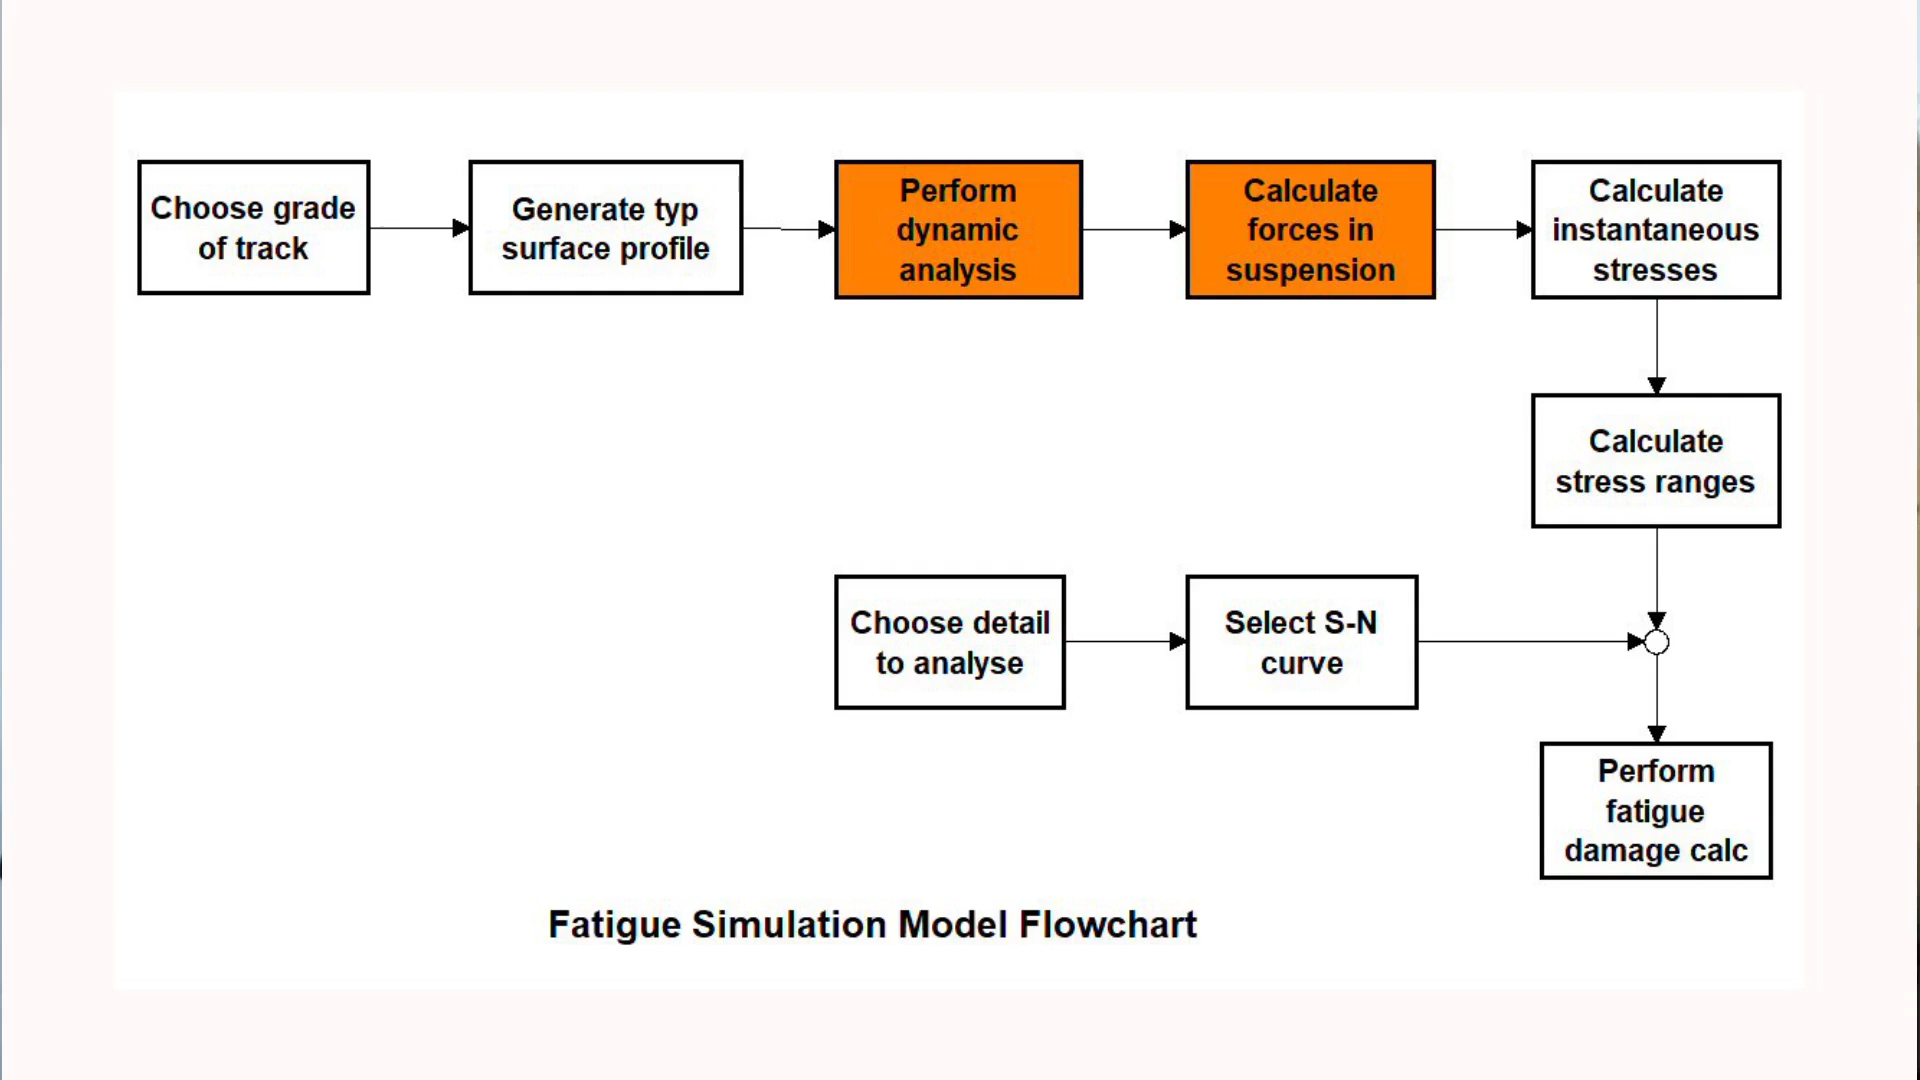 Choose grade
of track
Generate typ
surface profile
Perform
dynamic
analysis
Calculate
forces in
suspension
Calculate
instantaneous
stresses
Calculate
stress ranges
Choose detail
to analyse
Select S-N
curve
Perform
fatigue
damage calc
Fatigue Simulation Model Flowchart